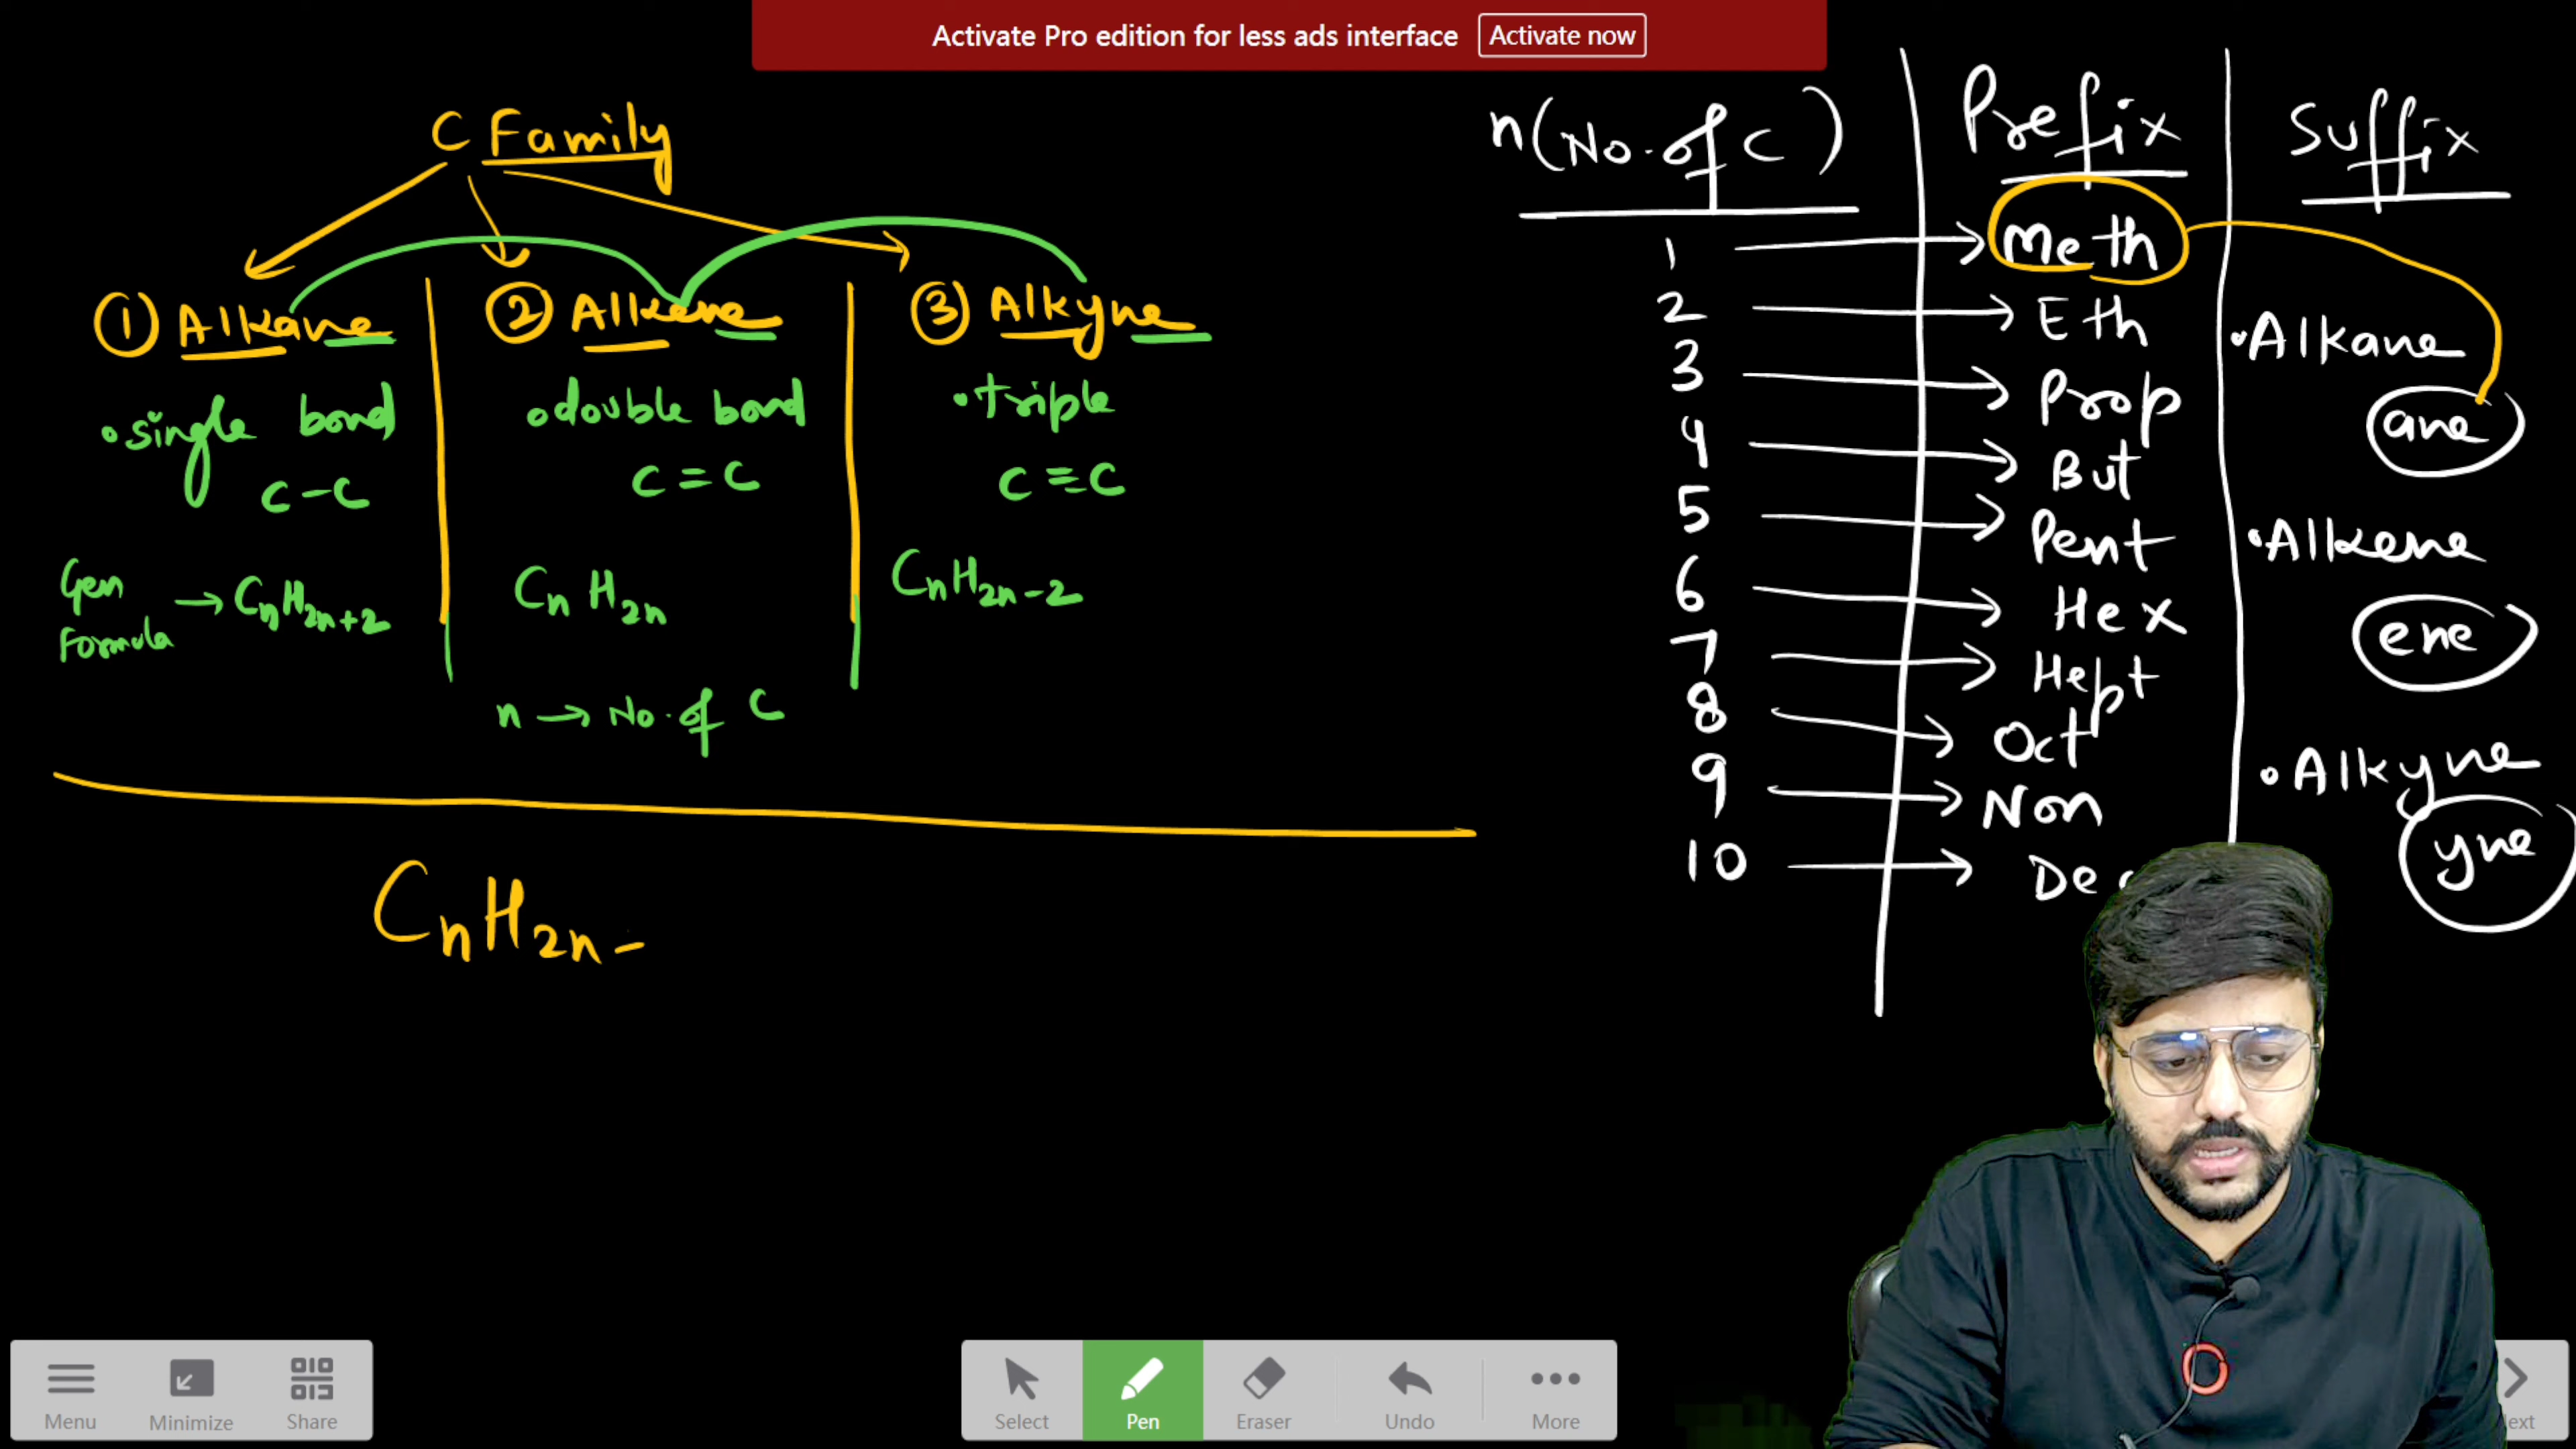 Activate Pro edition for less ads interface Activate now
C Family
① Alkane
• single bond
C - C
Gen Formula → CnH2n+2
② Alkene
• double bond
C = C
Cn H2n
n → No. of C
③ Alkyne
• triple
C ≡ C
CnH2n-2
CnH2n -
n (No. of C) Prefix Suffix
1 → Meth
2 → Eth
3 → Prop
4 → But
5 → Pent
6 → Hex
7 → Hept
8 → Oct
9 → Non
10 → De
• Alkane
ane
• Alkene
ene
• Alkyne
yne
Menu Minimize Share
Select Pen Eraser Undo More
ext